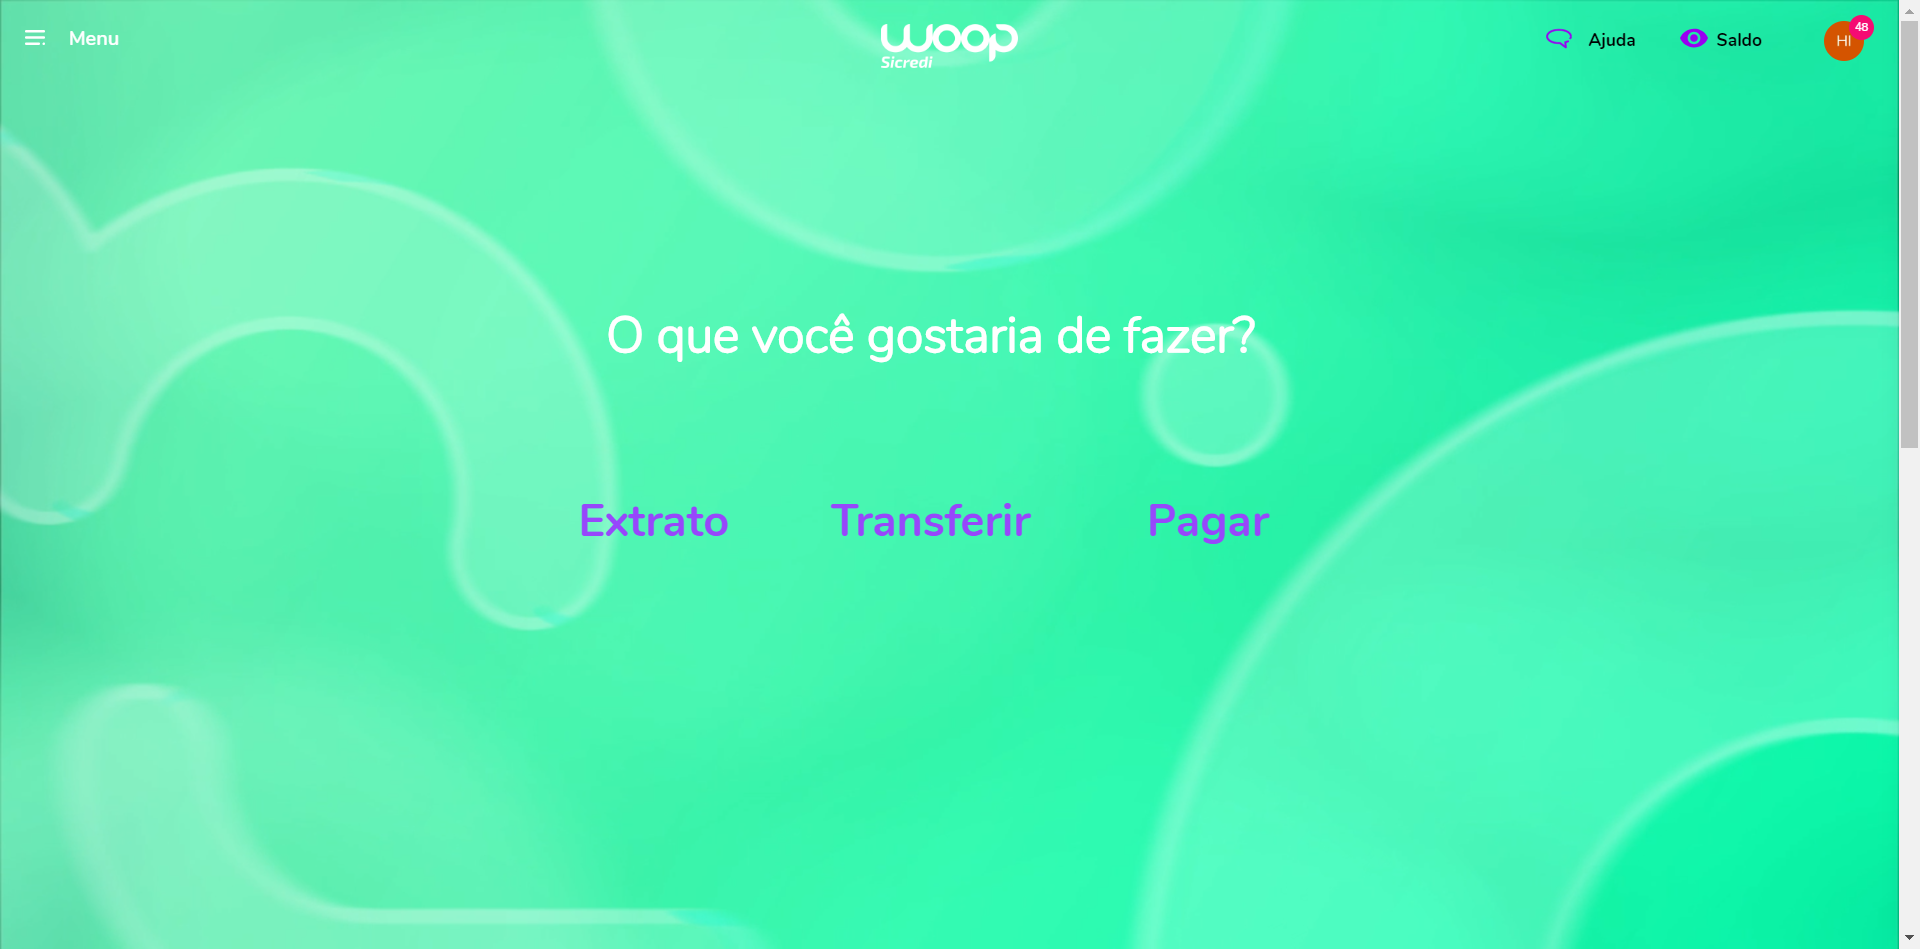 Menu
woop
Sicredi
Ajuda
Saldo
HI
48
O que você gostaria de fazer?
Extrato
Transferir
Pagar